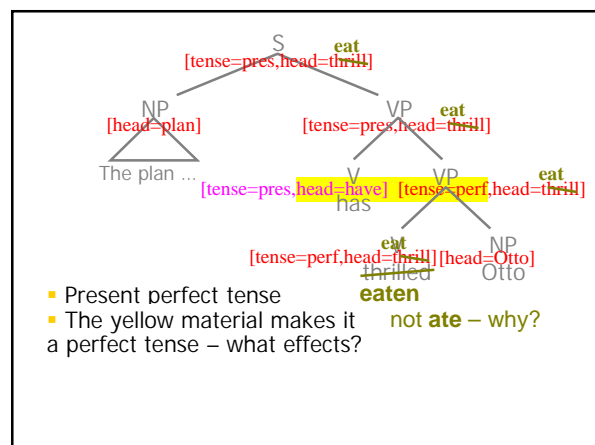 S
eat
[tense=pres,head=thrill]
NP
VP
[head=plan]
eat
[tense=pres,head=thrill]
The plan ...
V
VP
eat
[tense=pres,head=have] [tense=perf,head=thrill]
has
V
eat
NP
[tense=perf,head=thrill] [head=Otto]
thrilled
Otto
eaten
Present perfect tense
The yellow material makes it
not ate – why?
a perfect tense – what effects?